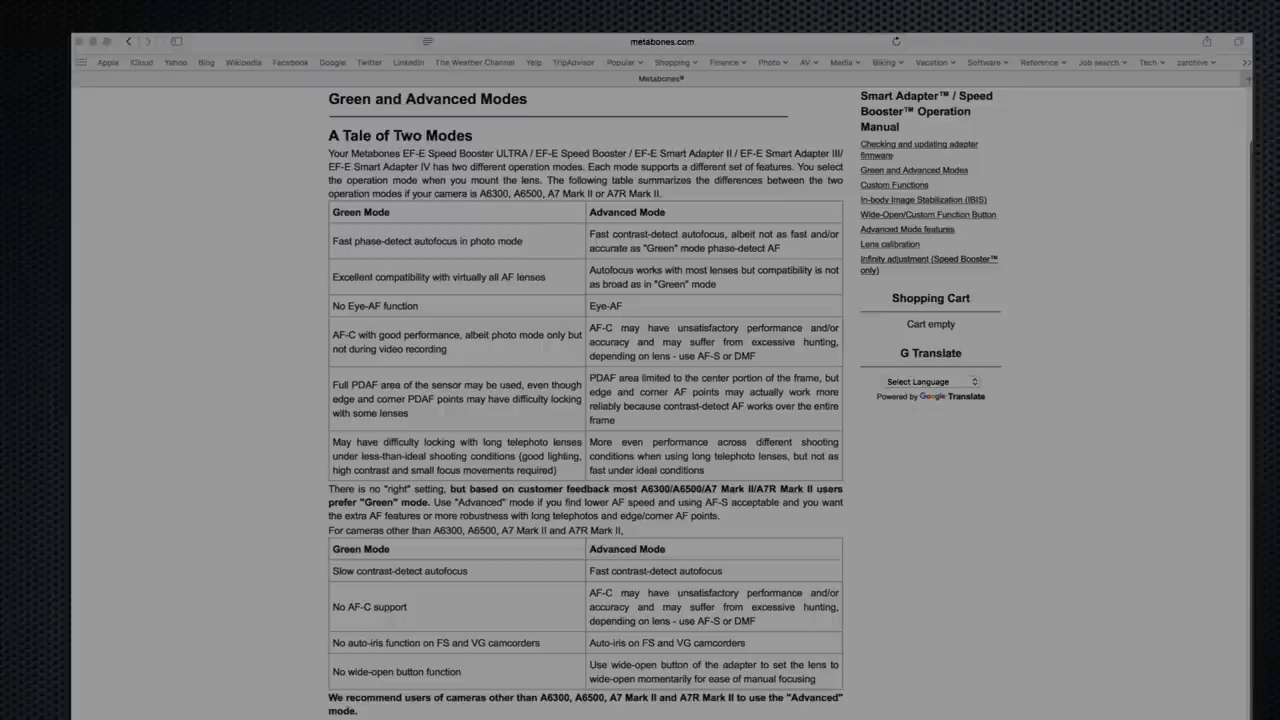 metabones.com
Apple iCloud Yahoo Bing Wikipedia Facebook Google Twitter LinkedIn The Weather Channel Yelp TripAdvisor Popular Shopping Finance Photo AV Media Biking Vacation Software Reference Job search Tech zarchive
Metabones®
Green and Advanced Modes
A Tale of Two Modes
Your Metabones EF-E Speed Booster ULTRA / EF-E Speed Booster / EF-E Smart Adapter II / EF-E Smart Adapter III/
EF-E Smart Adapter IV has two different operation modes. Each mode supports a different set of features. You select
the operation mode when you mount the lens. The following table summarizes the differences between the two
operation modes if your camera is A6300, A6500, A7 Mark II or A7R Mark II.
Green Mode
Advanced Mode
Fast phase-detect autofocus in photo mode
Fast contrast-detect autofocus, albeit not as fast and/or
accurate as "Green" mode phase-detect AF
Excellent compatibility with virtually all AF lenses
Autofocus works with most lenses but compatibility is not
as broad as in "Green" mode
No Eye-AF function
Eye-AF
AF-C with good performance, albeit photo mode only but
not during video recording
AF-C may have unsatisfactory performance and/or
accuracy and may suffer from excessive hunting,
depending on lens - use AF-S or DMF
Full PDAF area of the sensor may be used, even though
edge and corner PDAF points may have difficulty locking
with some lenses
PDAF area limited to the center portion of the frame, but
edge and corner AF points may actually work more
reliably because contrast-detect AF works over the entire
frame
May have difficulty locking with long telephoto lenses
under less-than-ideal shooting conditions (good lighting,
high contrast and small focus movements required)
More even performance across different shooting
conditions when using long telephoto lenses, but not as
fast under ideal conditions
There is no "right" setting, but based on customer feedback most A6300/A6500/A7 Mark II/A7R Mark II users
prefer "Green" mode. Use "Advanced" mode if you find lower AF speed and using AF-S acceptable and you want
the extra AF features or more robustness with long telephotos and edge/corner AF points.
For cameras other than A6300, A6500, A7 Mark II and A7R Mark II,
Green Mode
Advanced Mode
Slow contrast-detect autofocus
Fast contrast-detect autofocus
No AF-C support
AF-C may have unsatisfactory performance and/or
accuracy and may suffer from excessive hunting,
depending on lens - use AF-S or DMF
No auto-iris function on FS and VG camcorders
Auto-iris on FS and VG camcorders
No wide-open button function
Use wide-open button of the adapter to set the lens to
wide-open momentarily for ease of manual focusing
We recommend users of cameras other than A6300, A6500, A7 Mark II and A7R Mark II to use the "Advanced"
mode.
Smart Adapter™ / Speed
Booster™ Operation
Manual
Checking and updating adapter
firmware
Green and Advanced Modes
Custom Functions
In-body Image Stabilization (IBIS)
Wide-Open/Custom Function Button
Advanced Mode features
Lens calibration
Infinity adjustment (Speed Booster™
only)
Shopping Cart
Cart empty
G Translate
Select Language
Powered by Google Translate